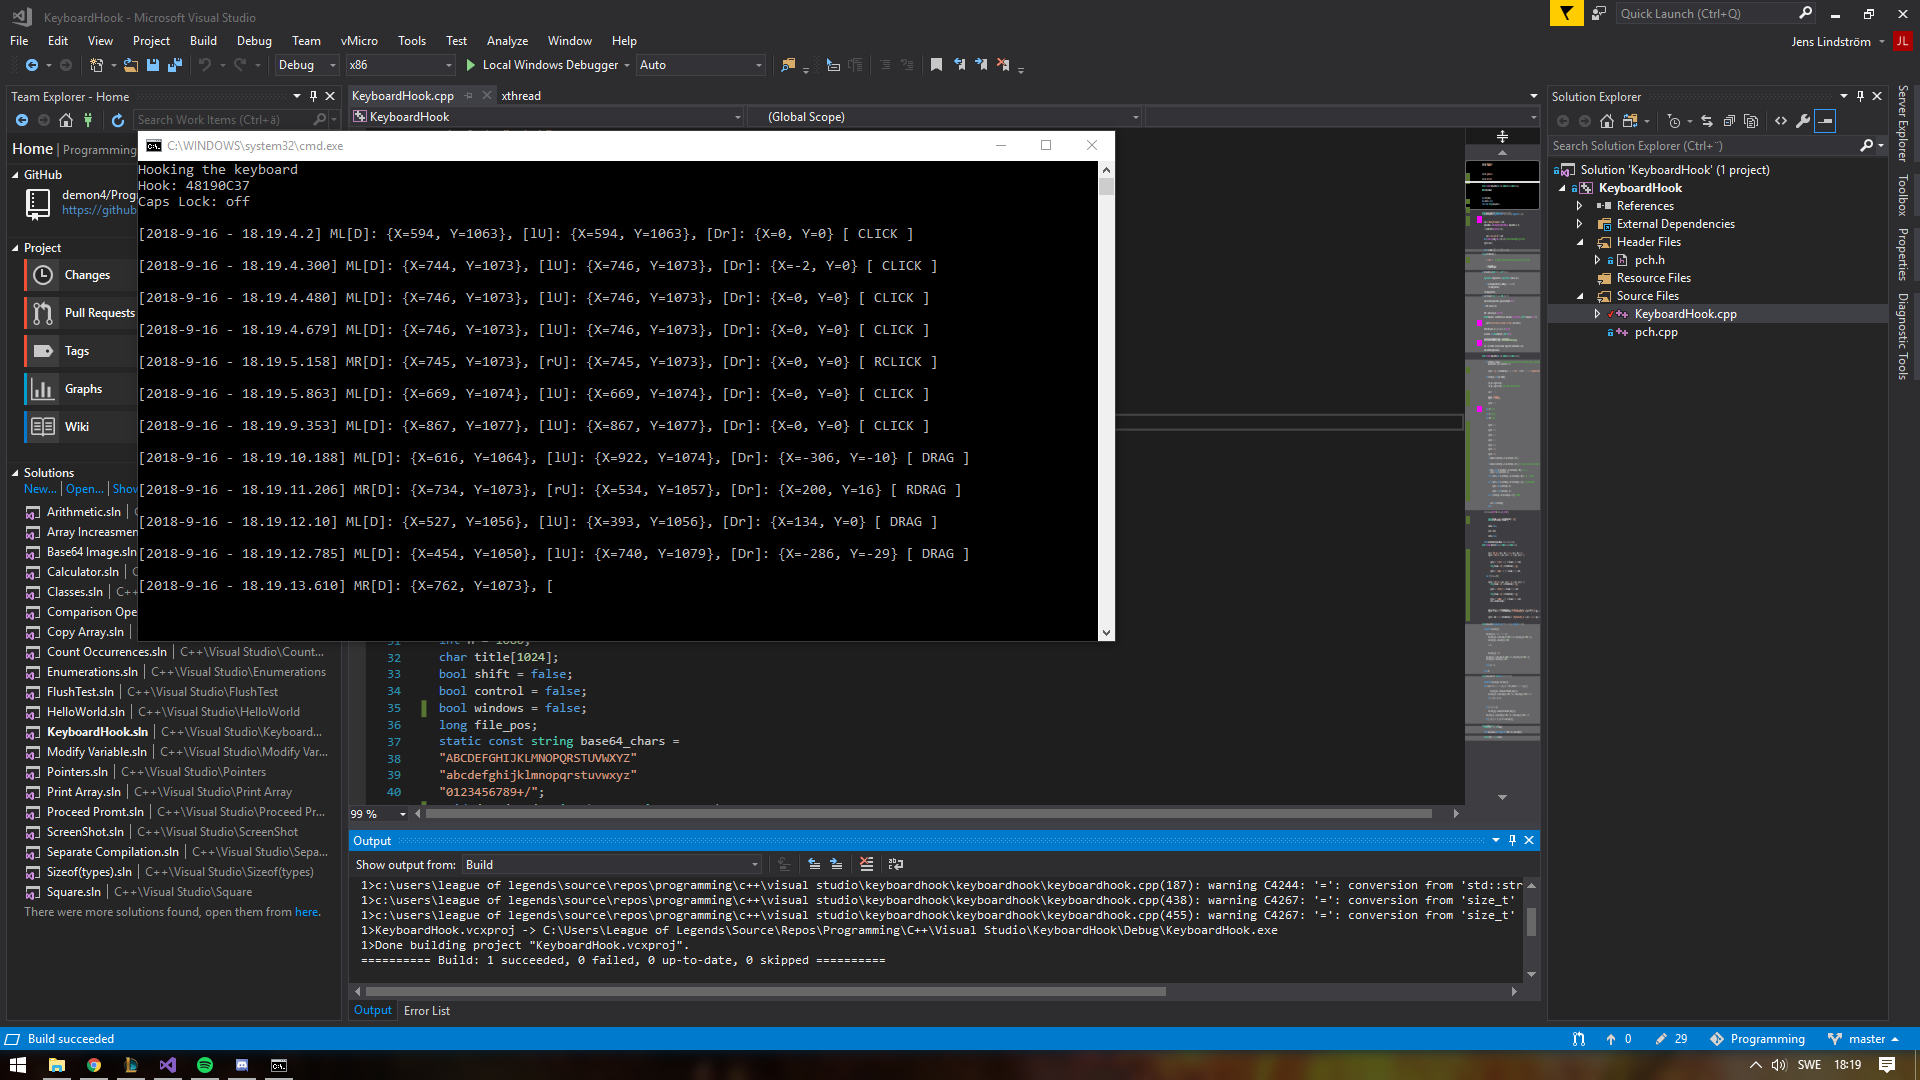 KeyboardHook - Microsoft Visual Studio
Quick Launch (Ctrl+Q)
File Edit View Project Build Debug Team vMicro Tools Test Analyze Window Help
Jens Lindström JL
Debug x86 Local Windows Debugger Auto
Team Explorer - Home
Search Work Items (Ctrl+ä)
Home | Programming
GitHub
demon4/Prog
https://github
Project
Changes
Pull Requests
Tags
Graphs
Wiki
Solutions
New... | Open... | Show
Arithmetic.sln
Array Increasmen
Base64 Image.sln
Calculator.sln
Classes.sln | C+
Comparison Ope
Copy Array.sln
Count Occurrences.sln | C++\Visual Studio\Count...
Enumerations.sln | C++\Visual Studio\Enumerations
FlushTest.sln | C++\Visual Studio\FlushTest
HelloWorld.sln | C++\Visual Studio\HelloWorld
KeyboardHook.sln | C++\Visual Studio\Keyboard...
Modify Variable.sln | C++\Visual Studio\Modify Var...
Pointers.sln | C++\Visual Studio\Pointers
Print Array.sln | C++\Visual Studio\Print Array
Proceed Promt.sln | C++\Visual Studio\Proceed Pr...
ScreenShot.sln | C++\Visual Studio\ScreenShot
Separate Compilation.sln | C++\Visual Studio\Sepa...
Sizeof(types).sln | C++\Visual Studio\Sizeof(types)
Square.sln | C++\Visual Studio\Square
There were more solutions found, open them from here.
KeyboardHook.cpp xthread
KeyboardHook (Global Scope)
C:\WINDOWS\system32\cmd.exe
Hooking the keyboard
Hook: 48190C37
Caps Lock: off
[2018-9-16 - 18.19.4.2] ML[D]: {X=594, Y=1063}, [lU]: {X=594, Y=1063}, [Dr]: {X=0, Y=0} [ CLICK ]
[2018-9-16 - 18.19.4.300] ML[D]: {X=744, Y=1073}, [lU]: {X=746, Y=1073}, [Dr]: {X=-2, Y=0} [ CLICK ]
[2018-9-16 - 18.19.4.480] ML[D]: {X=746, Y=1073}, [lU]: {X=746, Y=1073}, [Dr]: {X=0, Y=0} [ CLICK ]
[2018-9-16 - 18.19.4.679] ML[D]: {X=746, Y=1073}, [lU]: {X=746, Y=1073}, [Dr]: {X=0, Y=0} [ CLICK ]
[2018-9-16 - 18.19.5.158] MR[D]: {X=745, Y=1073}, [rU]: {X=745, Y=1073}, [Dr]: {X=0, Y=0} [ RCLICK ]
[2018-9-16 - 18.19.5.863] ML[D]: {X=669, Y=1074}, [lU]: {X=669, Y=1074}, [Dr]: {X=0, Y=0} [ CLICK ]
[2018-9-16 - 18.19.9.353] ML[D]: {X=867, Y=1077}, [lU]: {X=867, Y=1077}, [Dr]: {X=0, Y=0} [ CLICK ]
[2018-9-16 - 18.19.10.188] ML[D]: {X=616, Y=1064}, [lU]: {X=922, Y=1074}, [Dr]: {X=-306, Y=-10} [ DRAG ]
[2018-9-16 - 18.19.11.206] MR[D]: {X=734, Y=1073}, [rU]: {X=534, Y=1057}, [Dr]: {X=200, Y=16} [ RDRAG ]
[2018-9-16 - 18.19.12.10] ML[D]: {X=527, Y=1056}, [lU]: {X=393, Y=1056}, [Dr]: {X=134, Y=0} [ DRAG ]
[2018-9-16 - 18.19.12.785] ML[D]: {X=454, Y=1050}, [lU]: {X=740, Y=1079}, [Dr]: {X=-286, Y=-29} [ DRAG ]
[2018-9-16 - 18.19.13.610] MR[D]: {X=762, Y=1073}, [
32 char title[1024];
33 bool shift = false;
34 bool control = false;
35 bool windows = false;
36 long file_pos;
37 static const string base64_chars =
38 "ABCDEFGHIJKLMNOPQRSTUVWXYZ"
39 "abcdefghijklmnopqrstuvwxyz"
40 "0123456789+/";
99 %
Output
Show output from: Build
1>c:\users\league of legends\source\repos\programming\c++\visual studio\keyboardhook\keyboardhook\keyboardhook.cpp(187): warning C4244: '=': conversion from 'std::str
1>c:\users\league of legends\source\repos\programming\c++\visual studio\keyboardhook\keyboardhook\keyboardhook.cpp(438): warning C4267: '=': conversion from 'size_t'
1>c:\users\league of legends\source\repos\programming\c++\visual studio\keyboardhook\keyboardhook\keyboardhook.cpp(455): warning C4267: '=': conversion from 'size_t'
1>KeyboardHook.vcxproj -> C:\Users\League of Legends\Source\Repos\Programming\C++\Visual Studio\KeyboardHook\Debug\KeyboardHook.exe
1>Done building project "KeyboardHook.vcxproj".
========== Build: 1 succeeded, 0 failed, 0 up-to-date, 0 skipped ==========
Output Error List
Solution Explorer
Search Solution Explorer (Ctrl+¨)
Solution 'KeyboardHook' (1 project)
KeyboardHook
References
External Dependencies
Header Files
pch.h
Resource Files
Source Files
KeyboardHook.cpp
pch.cpp
Server Explorer
Toolbox
Properties
Diagnostic Tools
Build succeeded
0 29 Programming master
SWE 18:19